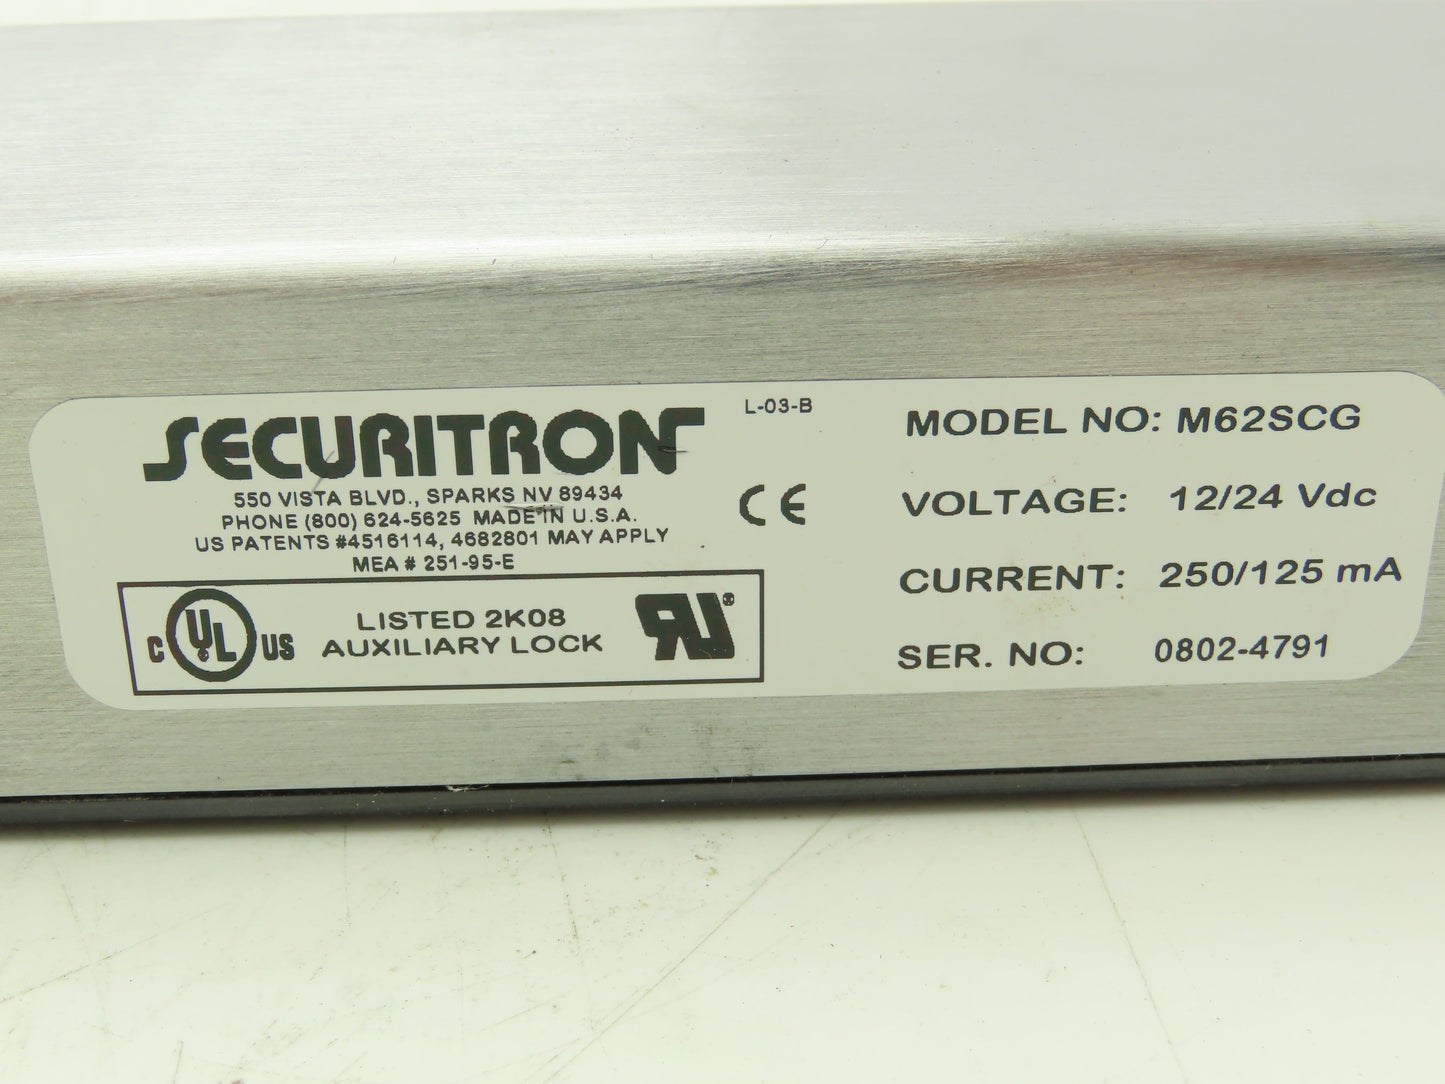 SECURITRON
L-03-B
550 VISTA BLVD., SPARKS NV 89434
PHONE (800) 624-5625 MADE IN U.S.A.
US PATENTS #4516114, 4682801 MAY APPLY
MEA # 251-95-E
CE
C UL US
LISTED 2K08
AUXILIARY LOCK
RU®
MODEL NO: M62SCG
VOLTAGE: 12/24 Vdc
CURRENT: 250/125 mA
SER. NO: 0802-4791